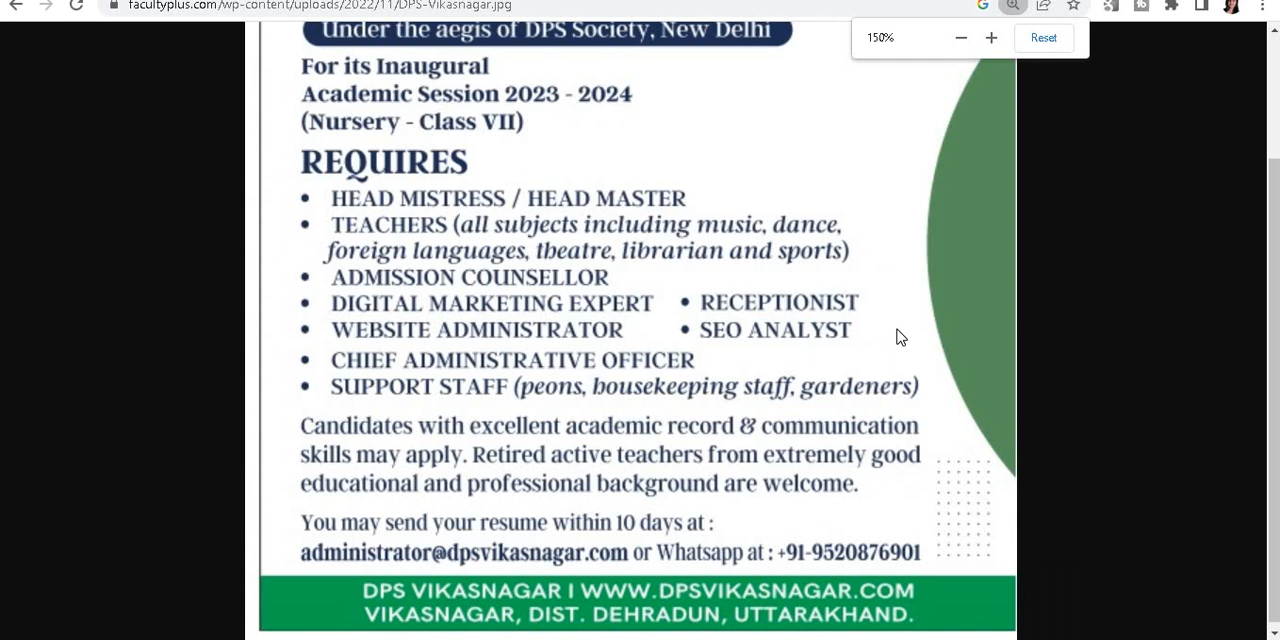 facultyplus.com/wp-content/uploads/2022/11/DPS-Vikasnagar.jpg
150%
Reset
Under the aegis of DPS Society, New Delhi
For its Inaugural
Academic Session 2023 - 2024
(Nursery - Class VII)
REQUIRES
• HEAD MISTRESS / HEAD MASTER
• TEACHERS (all subjects including music, dance,
foreign languages, theatre, librarian and sports)
• ADMISSION COUNSELLOR
• DIGITAL MARKETING EXPERT • RECEPTIONIST
• WEBSITE ADMINISTRATOR • SEO ANALYST
• CHIEF ADMINISTRATIVE OFFICER
• SUPPORT STAFF (peons, housekeeping staff, gardeners)
Candidates with excellent academic record & communication
skills may apply. Retired active teachers from extremely good
educational and professional background are welcome.
You may send your resume within 10 days at :
administrator@dpsvikasnagar.com or Whatsapp at : +91-9520876901
DPS VIKASNAGAR I WWW.DPSVIKASNAGAR.COM
VIKASNAGAR, DIST. DEHRADUN, UTTARAKHAND.